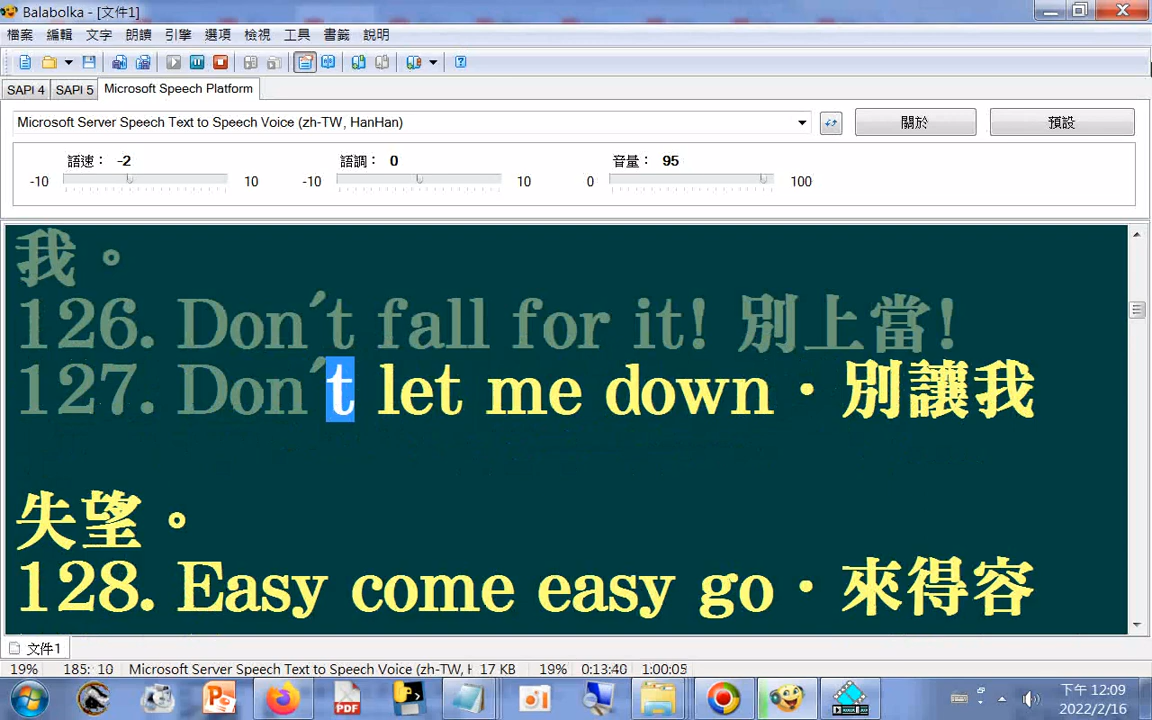 Balabolka - [文件1]
檔案 編輯 文字 朗讀 引擎 選項 檢視 工具 書籤 說明
SAPI 4 SAPI 5 Microsoft Speech Platform
Microsoft Server Speech Text to Speech Voice (zh-TW, HanHan) 關於 預設
語速： -2 語調： 0 音量： 95
-10 10 -10 10 0 100
我。
126. Don´t fall for it! 別上當!
127. Don´t let me down．別讓我
失望。
128. Easy come easy go．來得容
文件1
19% 185: 10 Microsoft Server Speech Text to Speech Voice (zh-TW, H 17 KB 19% 0:13:40 1:00:05
PDF
下午 12:09
2022/2/16